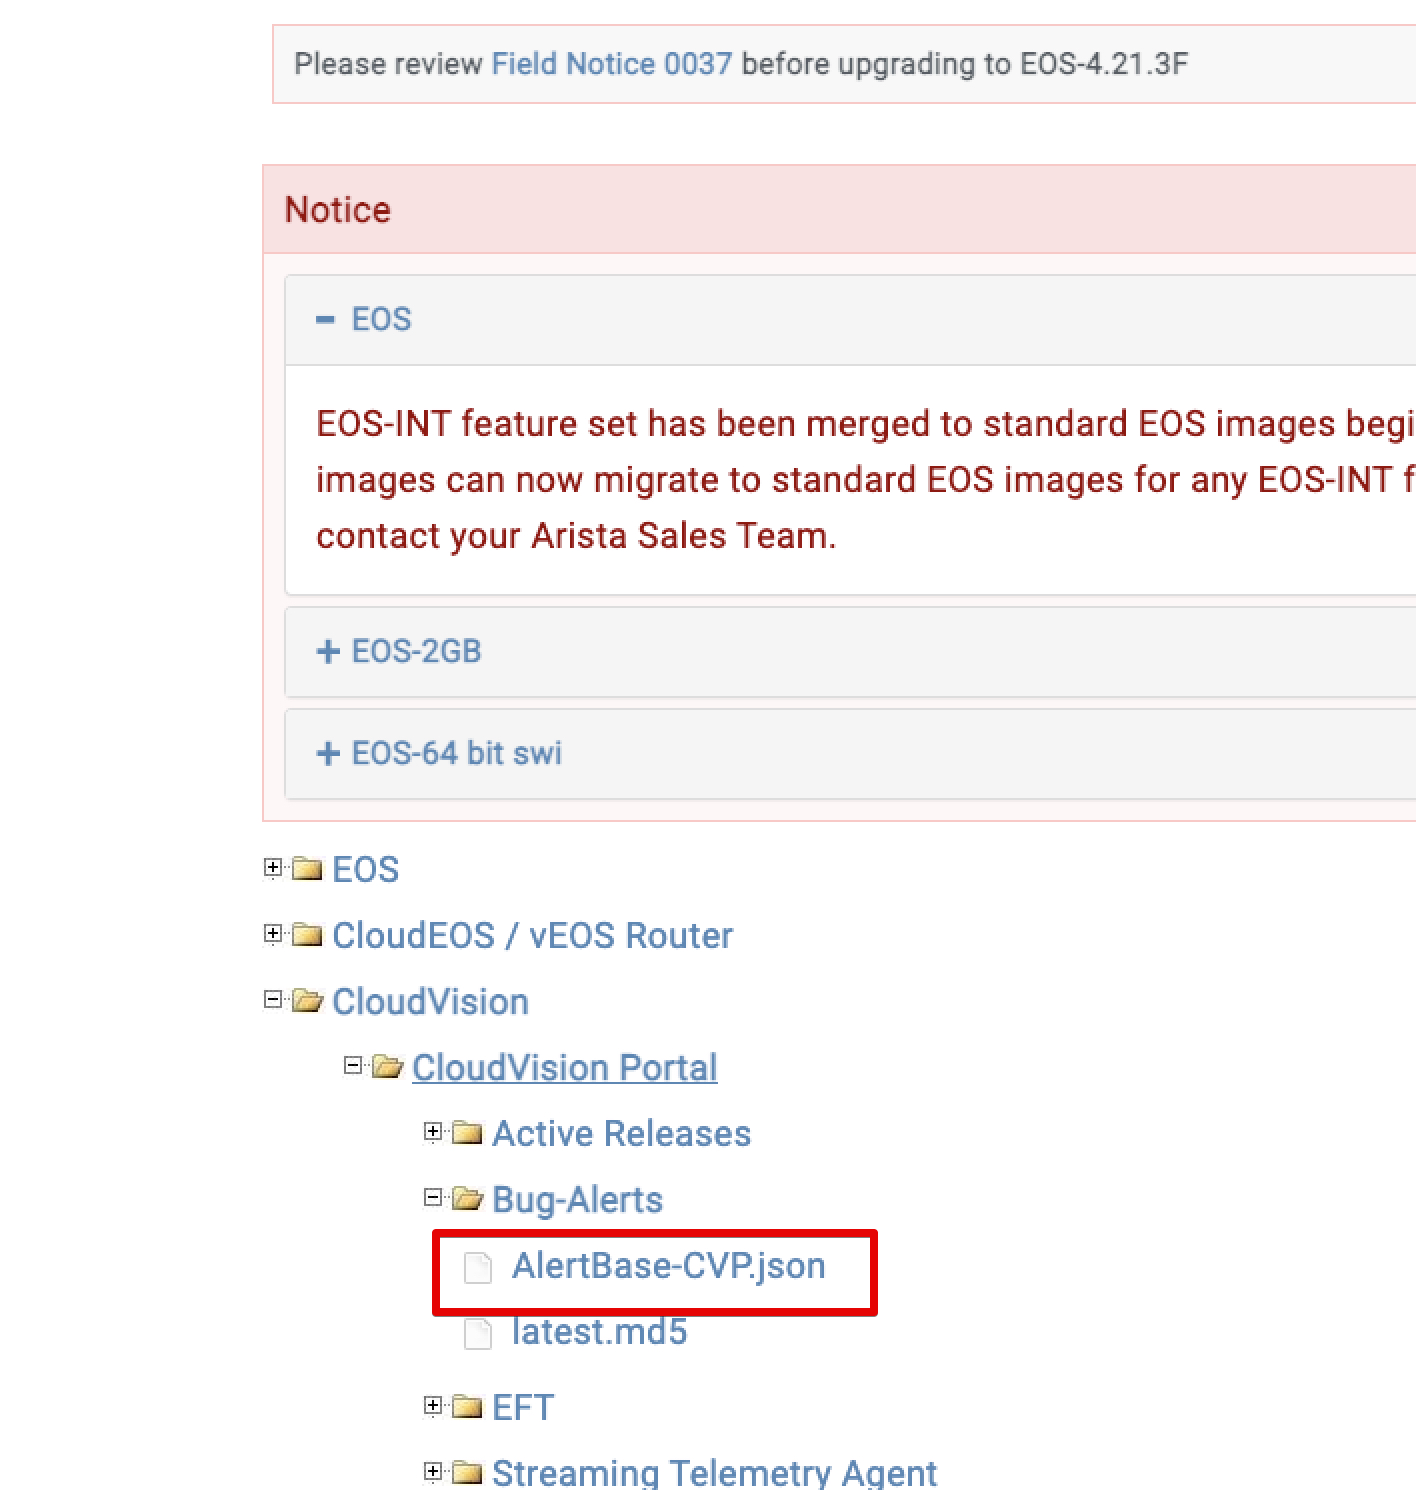 Please review Field Notice 0037 before upgrading to EOS-4.21.3F
Notice
EOS
EOS-INT feature set has been merged to standard EOS images begi
images can now migrate to standard EOS images for any EOS-INT f
contact your Arista Sales Team.
EOS-2GB
EOS-64 bit swi
EOS
CloudEOS / vEOS Router
CloudVision
CloudVision Portal
Active Releases
Bug-Alerts
AlertBase-CVP.json
latest.md5
EFT
Streaming Telemetry Agent